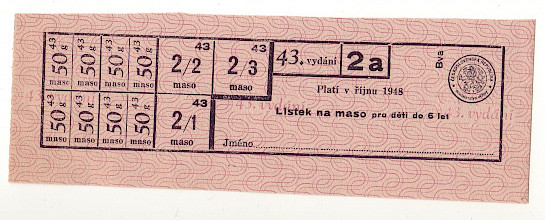 43 50 g maso
43 50 g maso
43 50 g maso
43 50 g maso
43 2/2 maso
43 2/3 maso
50 g maso
50 g maso
50 g maso
50 g maso
43 2/1 maso
43. vydání 2a Bva
Platí v říjnu 1948
Lístek na maso pro děti do 6 let
43. vydání
43. vydání
Jméno